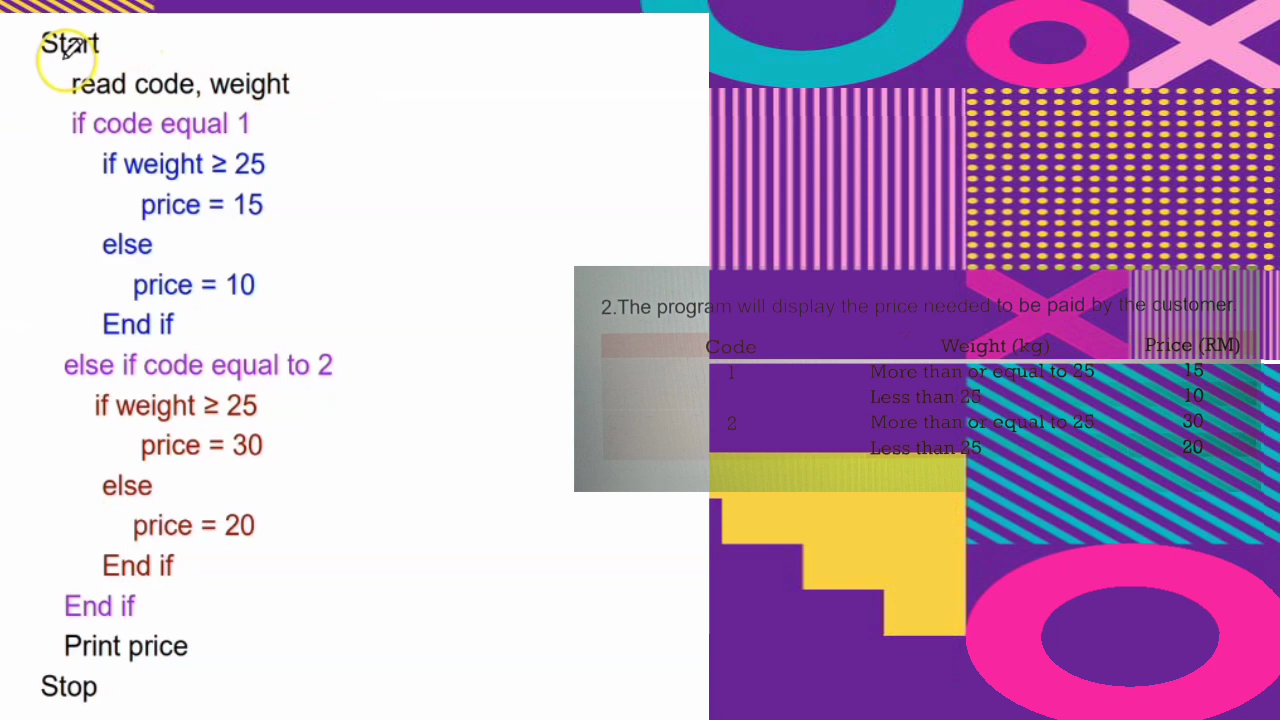 Start
read code, weight
if code equal 1
if weight ≥ 25
price = 15
else
price = 10
End if
else if code equal to 2
if weight ≥ 25
price = 30
else
price = 20
End if
End if
Print price
Stop
2.The program will display the price needed to be paid by the customer.
Code Weight (kg) Price (RM)
1 More than or equal to 25 15
Less than 25 10
2 More than or equal to 25 30
Less than 25 20